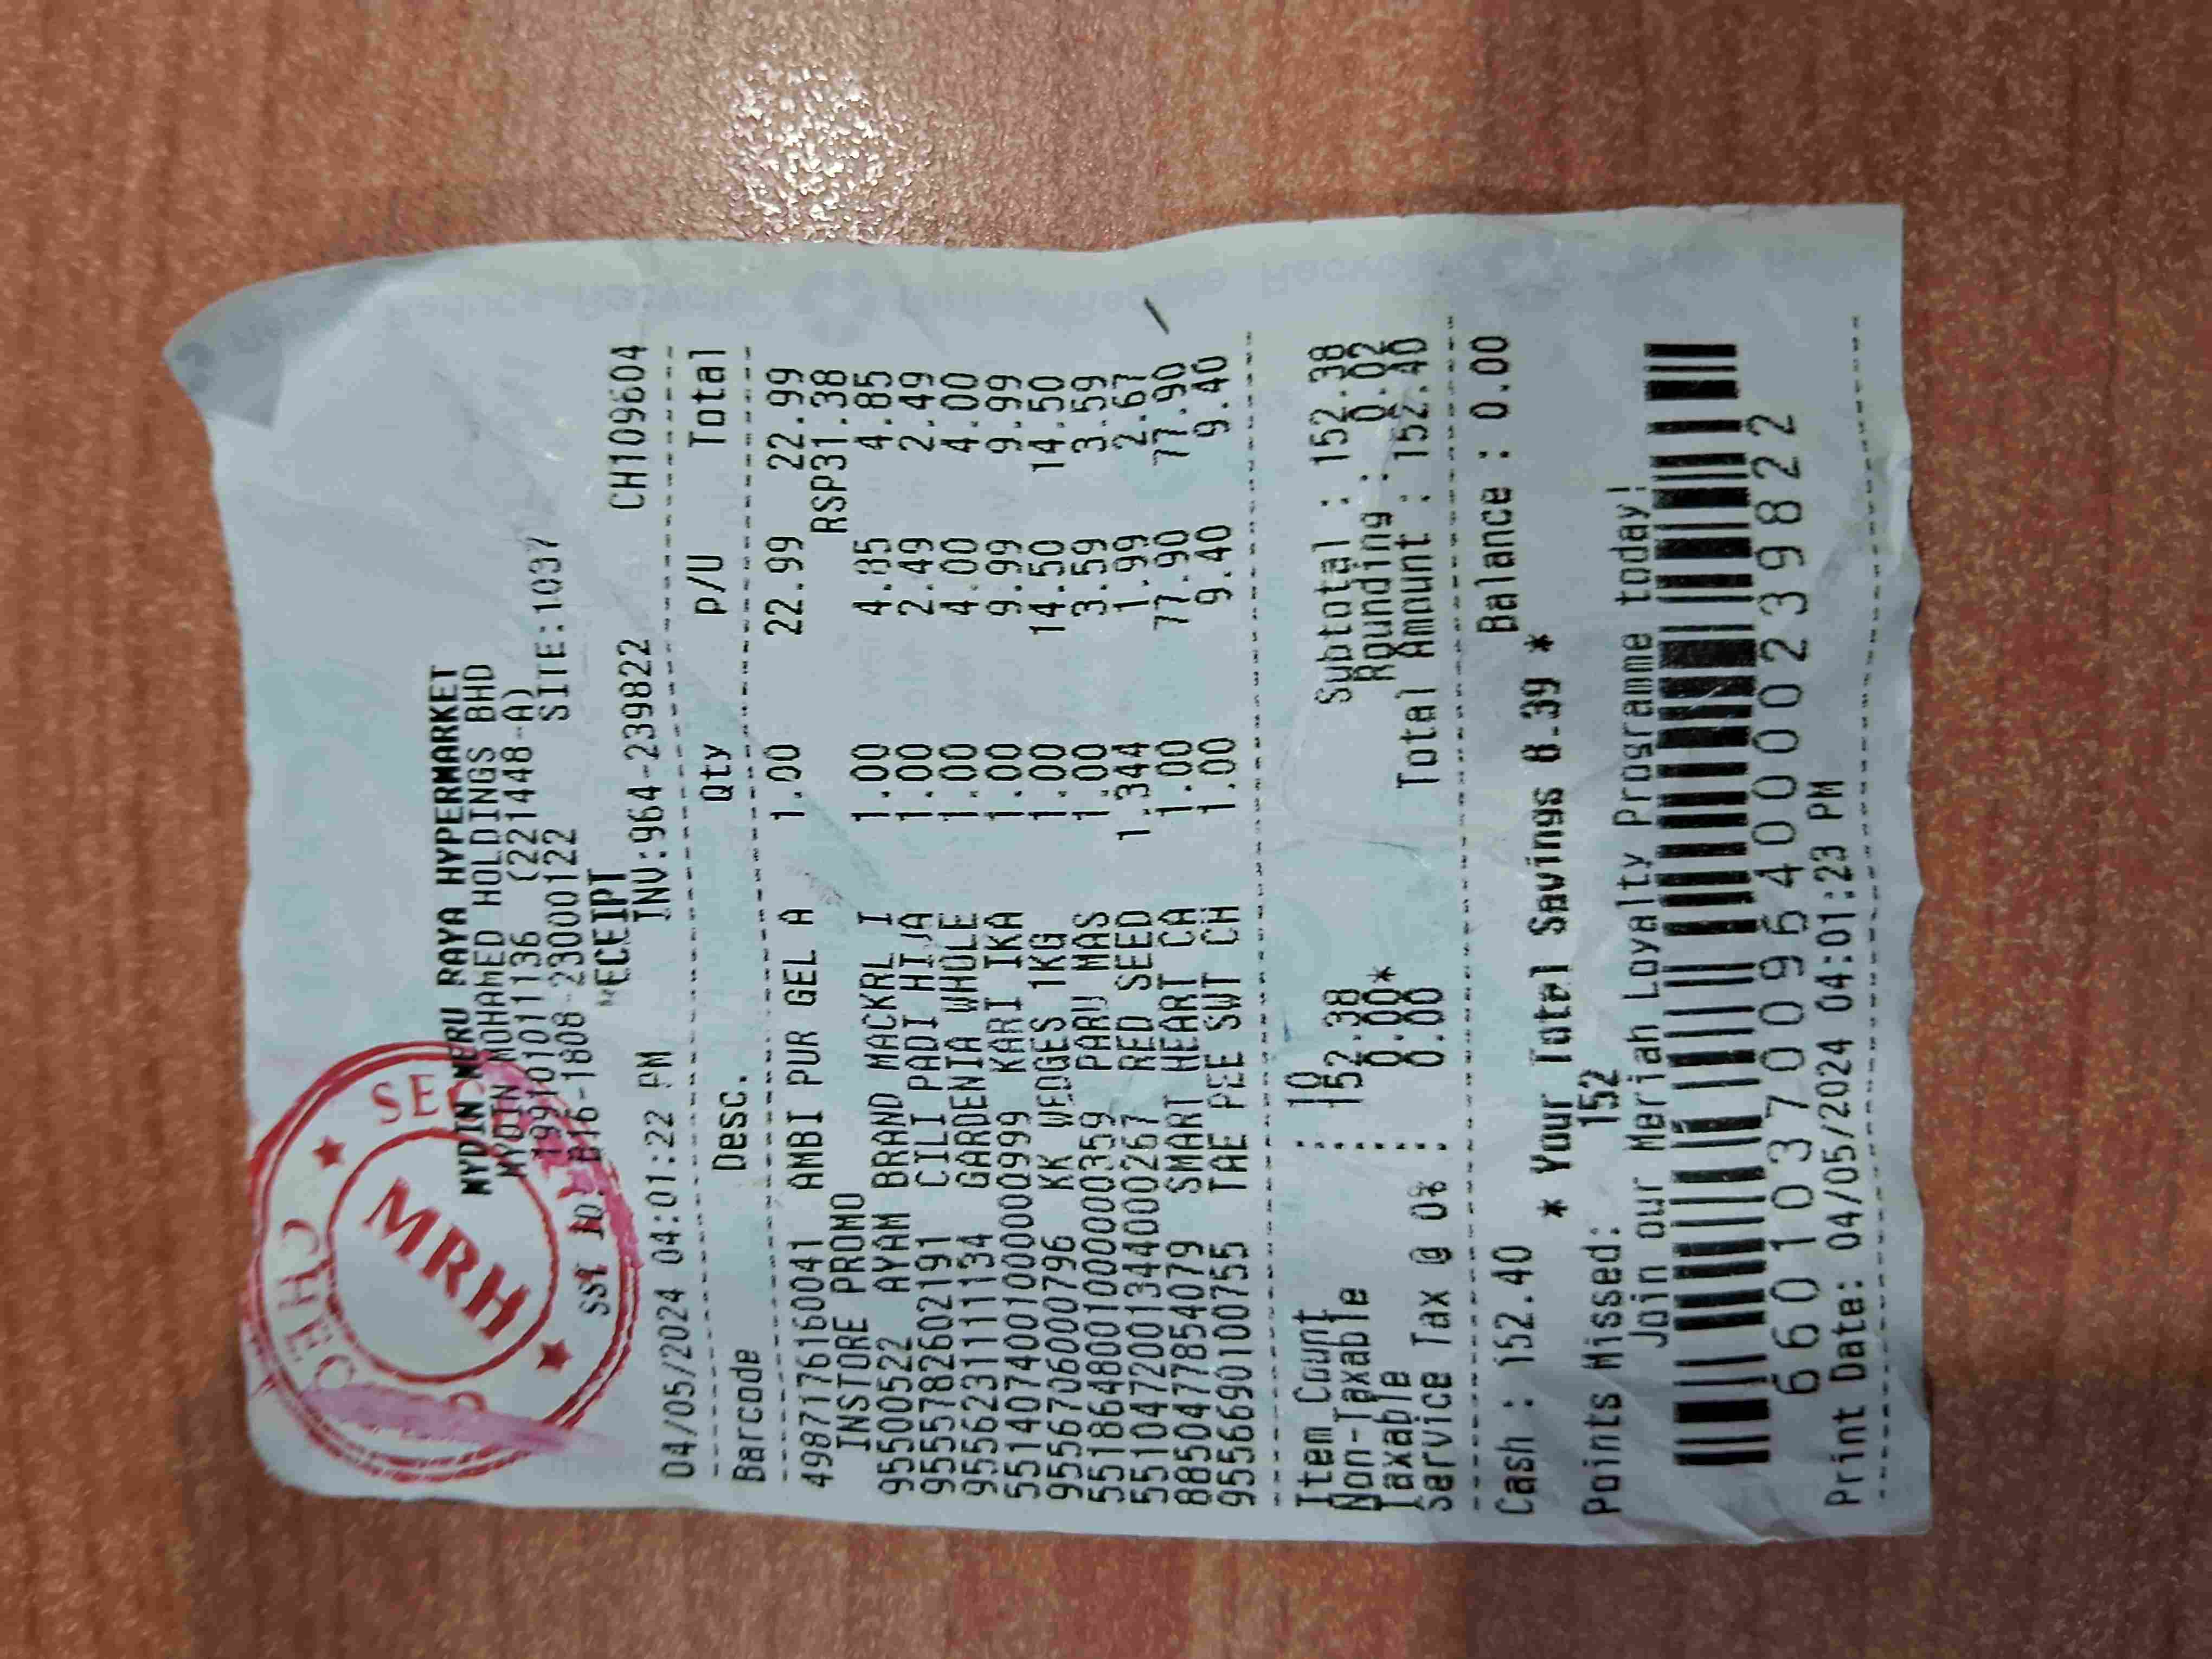 MYDIN MERU RAYA HYPERMARKET
MYDIN MOHAMED HOLDINGS BHD
199101011136 (221448-A)
B16-1808-23000122 SITE:1037
ECEIPT
MRH
04/05/2024 04:01:22 PM INV:964-239822 CH109604
Barcode Desc. Qty P/U Total
4987176160041 AMBI PUR GEL A 1.00 22.99 22.99
INSTORE PROMO RSP31.38
95500522 AYAM BRAND MACKRL I 1.00 4.85 4.85
9555782602191 CILI PADI HIJA 1.00 2.49 2.49
9556231111134 GARDENIA WHOLE 1.00 4.00 4.00
551407400100000999 KARI IKA 1.00 9.99 9.99
9556706000796 KK WEDGES 1KG 1.00 14.50 14.50
551864800100000359 PARU MAS 1.00 3.59 3.59
551047200134400267 RED SEED 1.344 1.99 2.67
8850477854079 SMART HEART CA 1.00 77.90 77.90
9556690100755 TAE PEE SWT CH 1.00 9.40 9.40
Item Count : 10 Subtotal : 152.38
Non-Taxable : 152.38 Rounding : 0.02
Taxable : 0.00* Total Amount : 152.40
Service Tax @ 0% : 0.00
Cash : 152.40 Balance : 0.00
* Your Total Savings 8.39 *
Points Missed: 152
Join our Meriah Loyalty Programme today!
6601037009640000239822
Print Date: 04/05/2024 04:01:23 PM